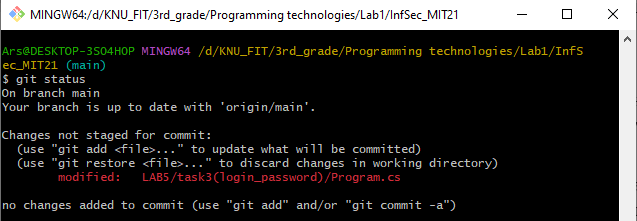 MINGW64:/d/KNU_FIT/3rd_grade/Programming technologies/Lab1/InfSec_MIT21
Ars@DESKTOP-3SO4HOP MINGW64 /d/KNU_FIT/3rd_grade/Programming technologies/Lab1/InfS
ec_MIT21 (main)
$ git status
On branch main
Your branch is up to date with 'origin/main'.
Changes not staged for commit:
  (use "git add <file>..." to update what will be committed)
  (use "git restore <file>..." to discard changes in working directory)
        modified:   LAB5/task3(login_password)/Program.cs
no changes added to commit (use "git add" and/or "git commit -a")